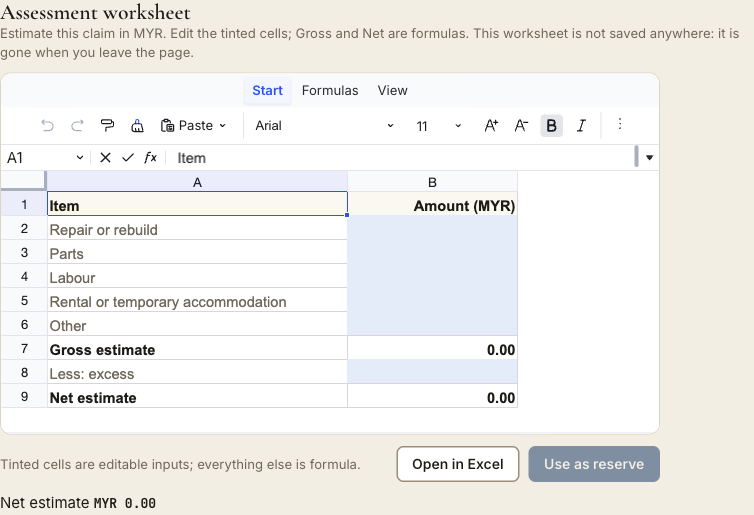 Assessment worksheet
Estimate this claim in MYR. Edit the tinted cells; Gross and Net are formulas. This worksheet is not saved anywhere: it is
gone when you leave the page.
Start Formulas View
Paste Arial 11 A+ A- B I
A1 fx Item
A B
1 Item Amount (MYR)
2 Repair or rebuild
3 Parts
4 Labour
5 Rental or temporary accommodation
6 Other
7 Gross estimate 0.00
8 Less: excess
9 Net estimate 0.00
Tinted cells are editable inputs; everything else is formula. Open in Excel Use as reserve
Net estimate MYR 0.00